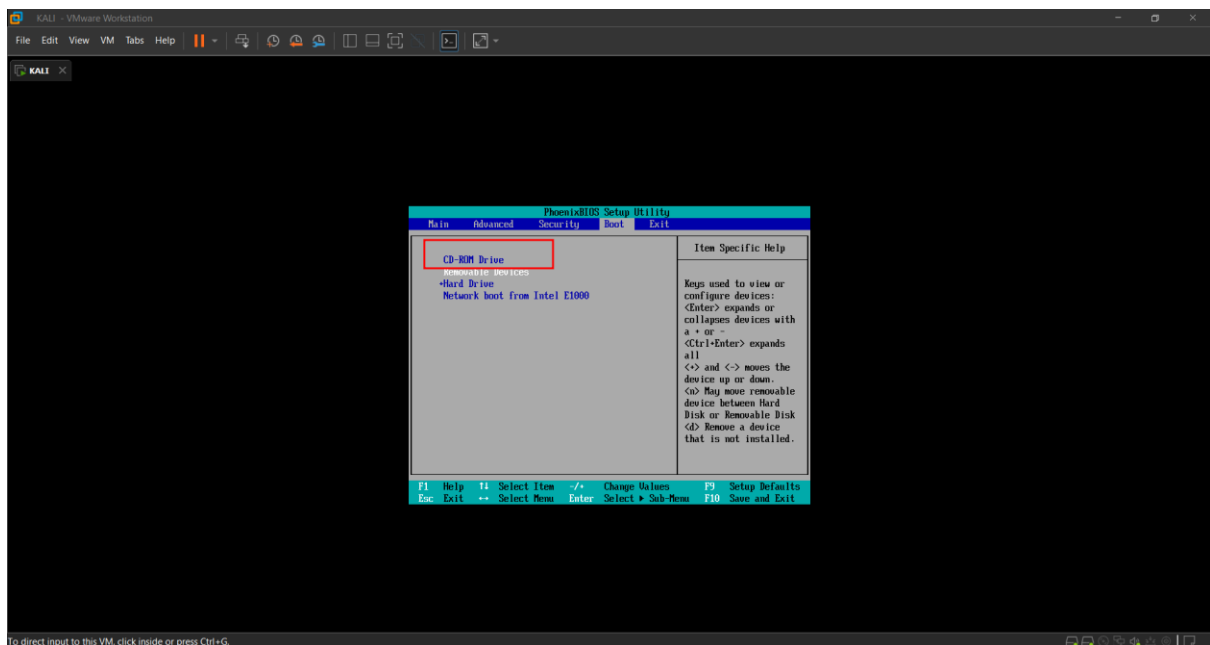 KALI - VMware Workstation
File Edit View VM Tabs Help
KALI
PhoenixBIOS Setup Utility
Main Advanced Security Boot Exit
CD-ROM Drive
Removable Devices
+Hard Drive
Network boot from Intel E1000
Item Specific Help
Keys used to view or
configure devices:
<Enter> expands or
collapses devices with
a + or -
<Ctrl+Enter> expands
all
<+> and <-> moves the
device up or down.
<n> May move removable
device between Hard
Disk or Removable Disk
<d> Remove a device
that is not installed.
F1 Help ↑↓ Select Item -/+ Change Values F9 Setup Defaults
Esc Exit ↔ Select Menu Enter Select ▶ Sub-Menu F10 Save and Exit
To direct input to this VM, click inside or press Ctrl+G.